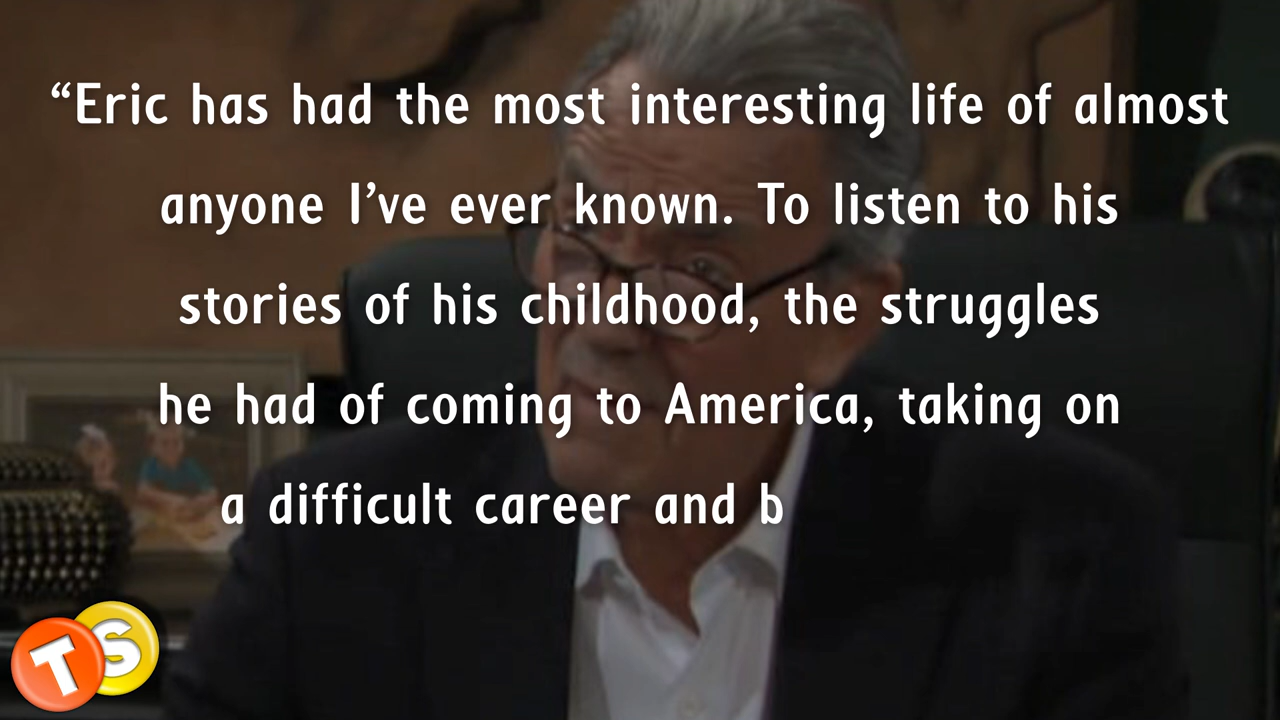 “Eric has had the most interesting life of almost
anyone I’ve ever known. To listen to his
stories of his childhood, the struggles
he had of coming to America, taking on
a difficult career and b
TS